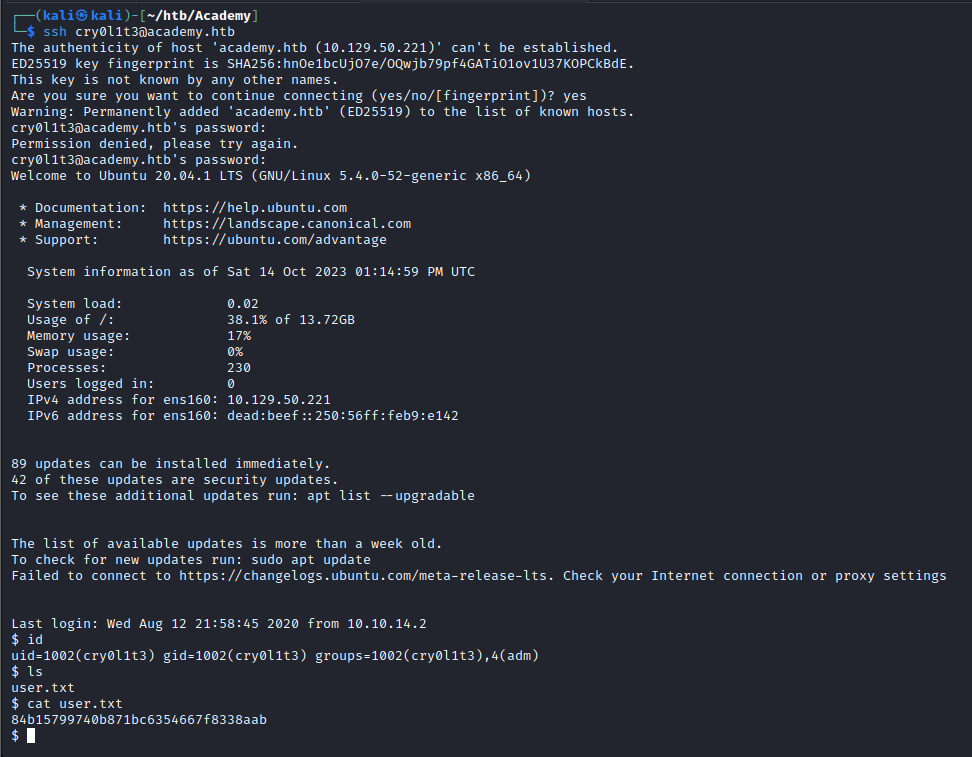 ┌──(kali㉿kali)-[~/htb/Academy]
└─$ ssh cry0l1t3@academy.htb
The authenticity of host 'academy.htb (10.129.50.221)' can't be established.
ED25519 key fingerprint is SHA256:hnOe1bcUjO7e/OQwjb79pf4GATiO1ov1U37KOPCkBdE.
This key is not known by any other names.
Are you sure you want to continue connecting (yes/no/[fingerprint])? yes
Warning: Permanently added 'academy.htb' (ED25519) to the list of known hosts.
cry0l1t3@academy.htb's password:
Permission denied, please try again.
cry0l1t3@academy.htb's password:
Welcome to Ubuntu 20.04.1 LTS (GNU/Linux 5.4.0-52-generic x86_64)
* Documentation:  https://help.ubuntu.com
* Management:     https://landscape.canonical.com
* Support:        https://ubuntu.com/advantage
System information as of Sat 14 Oct 2023 01:14:59 PM UTC
System load:             0.02
Usage of /:              38.1% of 13.72GB
Memory usage:            17%
Swap usage:              0%
Processes:               230
Users logged in:         0
IPv4 address for ens160: 10.129.50.221
IPv6 address for ens160: dead:beef::250:56ff:feb9:e142
89 updates can be installed immediately.
42 of these updates are security updates.
To see these additional updates run: apt list --upgradable
The list of available updates is more than a week old.
To check for new updates run: sudo apt update
Failed to connect to https://changelogs.ubuntu.com/meta-release-lts. Check your Internet connection or proxy settings
Last login: Wed Aug 12 21:58:45 2020 from 10.10.14.2
$ id
uid=1002(cry0l1t3) gid=1002(cry0l1t3) groups=1002(cry0l1t3),4(adm)
$ ls
user.txt
$ cat user.txt
84b15799740b871bc6354667f8338aab
$